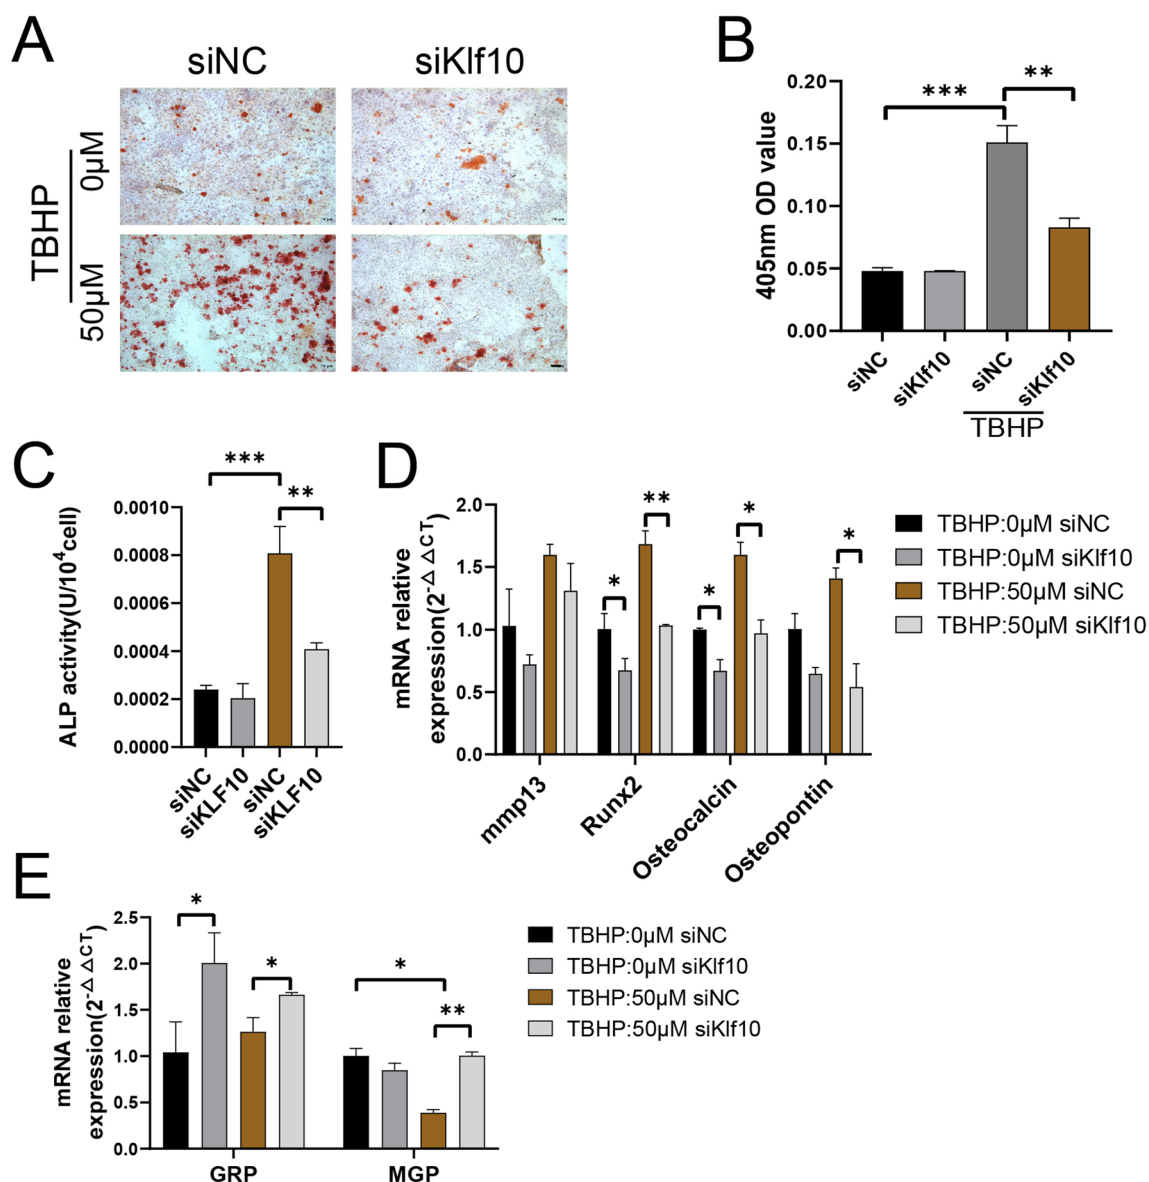 A
siNC
siKlf10
TBHP
0μM
50μM
B
405nm OD value
0.20
0.15
0.10
0.05
0.00
***
**
siNC
siKlf10
siNC
siKlf10
TBHP
C
ALP activity(U/10⁴cell)
0.0010
0.0008
0.0006
0.0004
0.0002
0.0000
***
**
siNC
siKLF10
siNC
siKLF10
D
mRNA relative
expression(2-△△CT)
2.0
1.5
1.0
0.5
0.0
*
**
*
*
*
mmp13
Runx2
Osteocalcin
Osteopontin
TBHP:0μM siNC
TBHP:0μM siKlf10
TBHP:50μM siNC
TBHP:50μM siKlf10
E
mRNA relative
expression(2-△△CT)
2.5
2.0
1.5
1.0
0.5
0.0
*
*
*
**
GRP
MGP
TBHP:0μM siNC
TBHP:0μM siKlf10
TBHP:50μM siNC
TBHP:50μM siKlf10